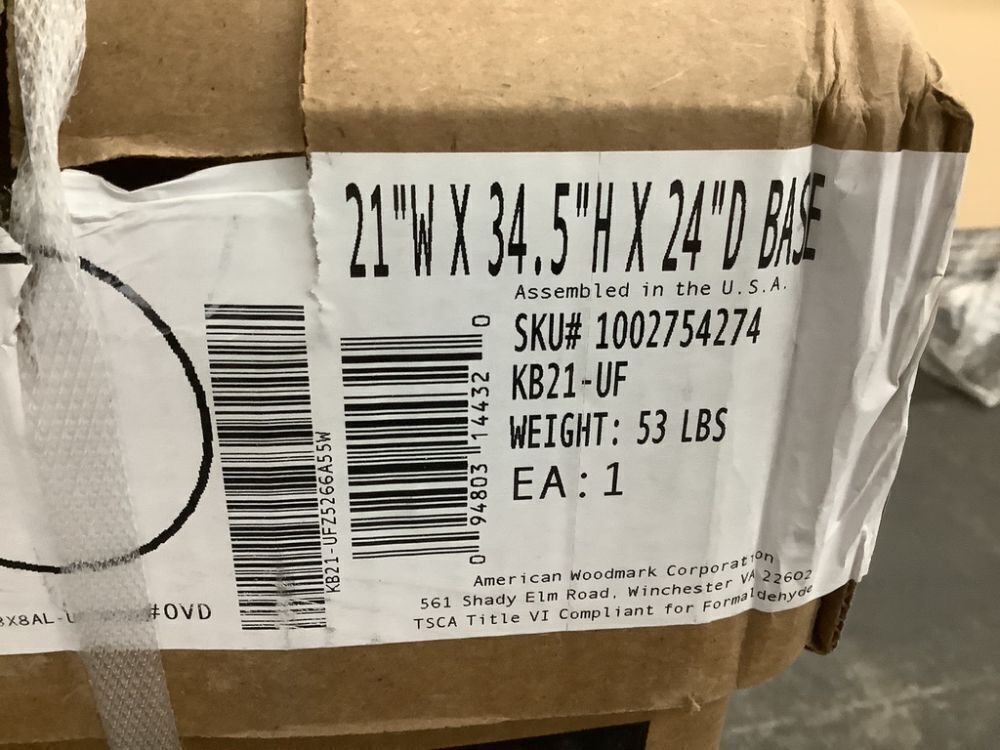 21"W X 34.5"H X 24"D BASE
Assembled in the U.S.A.
SKU# 1002754274
KB21-UF
WEIGHT: 53 LBS
EA:1
0 94803 14432 0
KB21-UFZ5266A55W
#OVD
American Woodmark Corporation
561 Shady Elm Road, Winchester VA 22602
TSCA Title VI Compliant for Formaldehyde